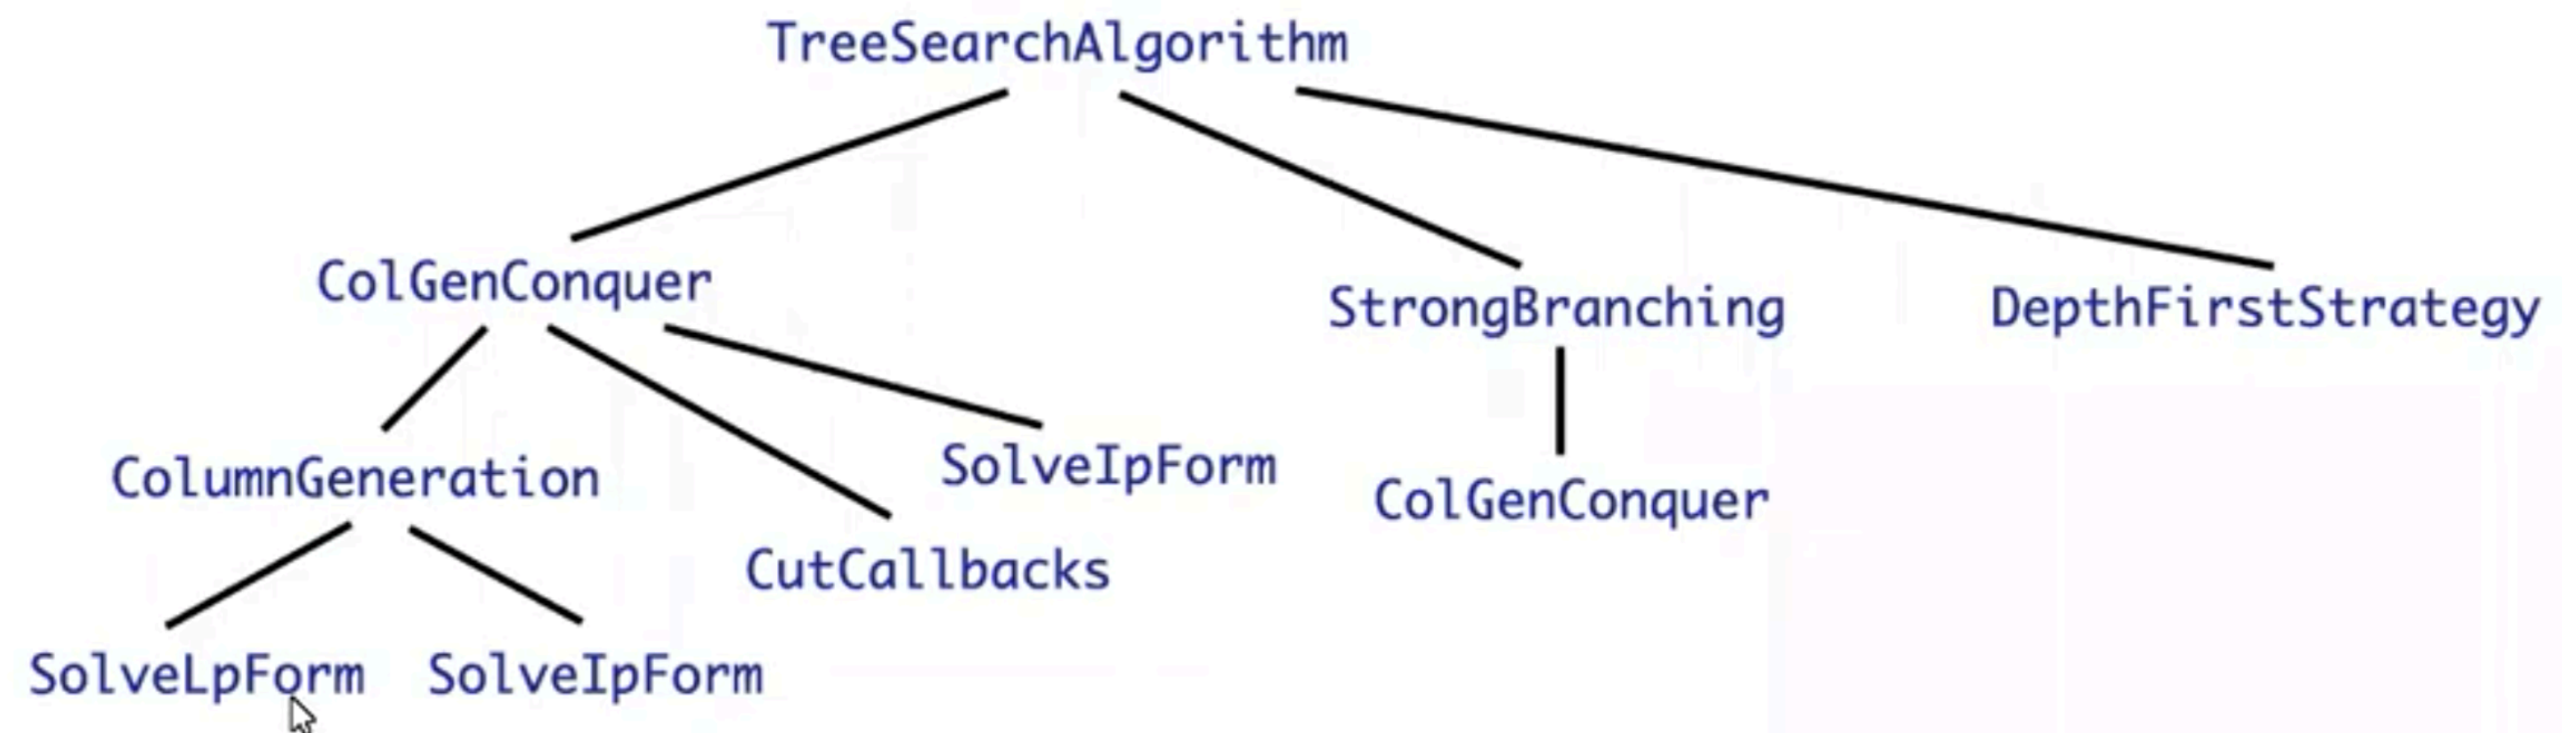 TreeSearchAlgorithm
ColGenConquer
StrongBranching
DepthFirstStrategy
ColumnGeneration
SolveIpForm
ColGenConquer
CutCallbacks
SolveLpForm
SolveIpForm